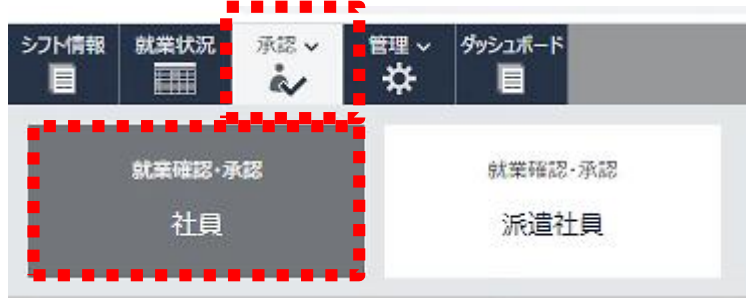 シフト情報
就業状況
承認
管理
ダッシュボード
就業確認・承認
社員
就業確認・承認
派遣社員